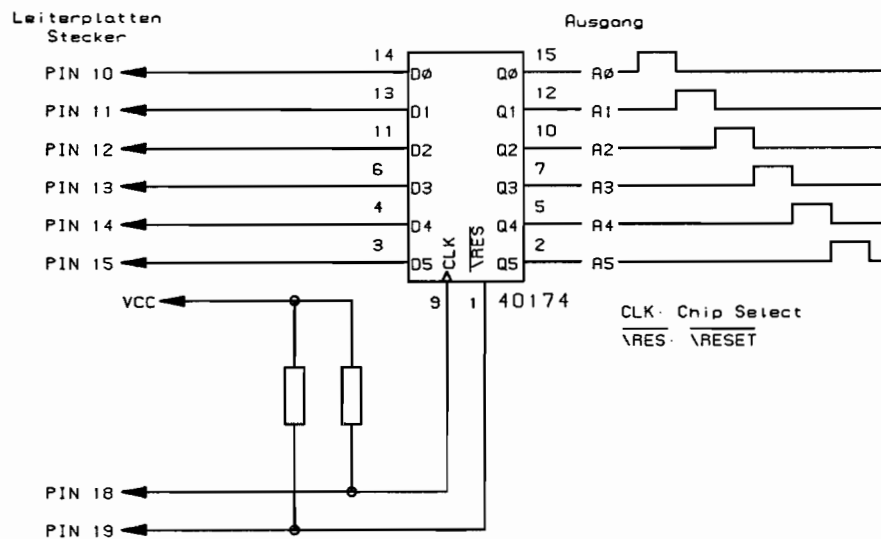 Leiterplatten
Stecker
Ausgang
PIN 10 14 DØ QØ 15 AØ
PIN 11 13 D1 Q1 12 A1
PIN 12 11 D2 Q2 10 A2
PIN 13 6 D3 Q3 7 A3
PIN 14 4 D4 Q4 5 A4
PIN 15 3 D5 Q5 2 A5
CLK
\RES
VCC
9 1 40174
CLK· Chip Select
\RES· \RESET
PIN 18
PIN 19